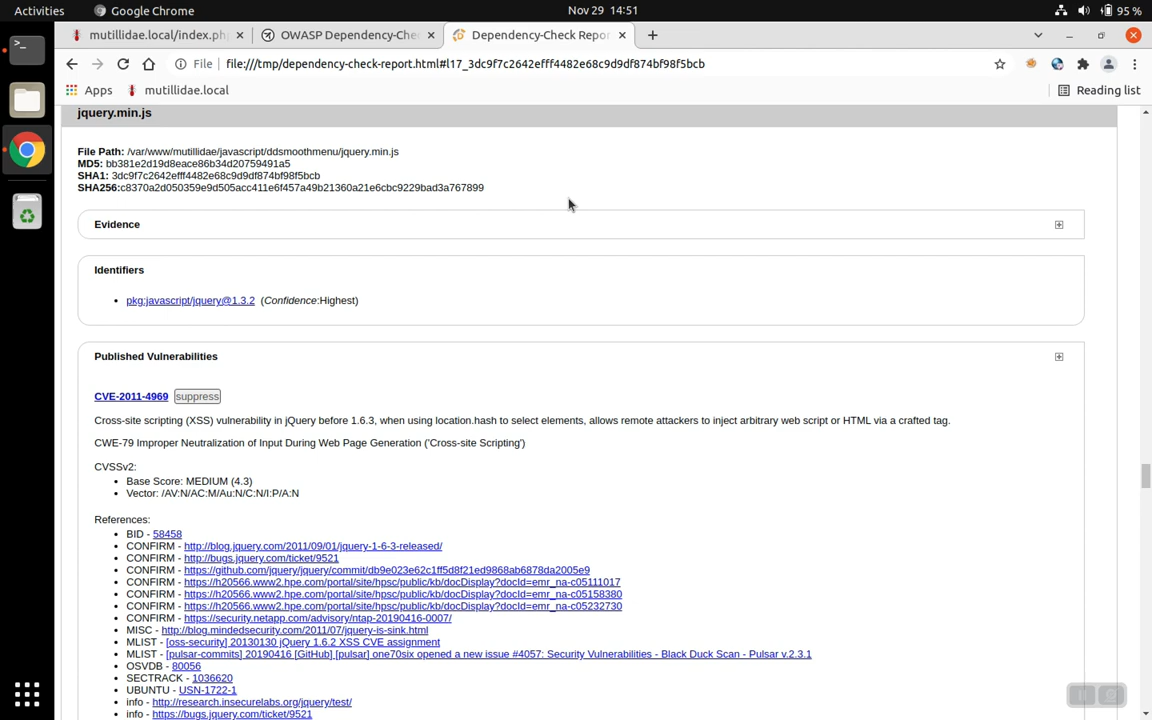 Activities
Google Chrome
Nov 29 14:51
95 %
mutillidae.local/index.ph
OWASP Dependency-Che
Dependency-Check Repor
File
file:///tmp/dependency-check-report.html#l17_3dc9f7c2642efff4482e68c9d9df874bf98f5bcb
Apps
mutillidae.local
Reading list
jquery.min.js
File Path: /var/www/mutillidae/javascript/ddsmoothmenu/jquery.min.js
MD5: bb381e2d19d8eace86b34d20759491a5
SHA1: 3dc9f7c2642efff4482e68c9d9df874bf98f5bcb
SHA256:c8370a2d050359e9d505acc411e6f457a49b21360a21e6cbc9229bad3a767899
Evidence
Identifiers
• pkg:javascript/jquery@1.3.2 (Confidence:Highest)
Published Vulnerabilities
CVE-2011-4969 suppress
Cross-site scripting (XSS) vulnerability in jQuery before 1.6.3, when using location.hash to select elements, allows remote attackers to inject arbitrary web script or HTML via a crafted tag.
CWE-79 Improper Neutralization of Input During Web Page Generation ('Cross-site Scripting')
CVSSv2:
• Base Score: MEDIUM (4.3)
• Vector: /AV:N/AC:M/Au:N/C:N/I:P/A:N
References:
• BID - 58458
• CONFIRM - http://blog.jquery.com/2011/09/01/jquery-1-6-3-released/
• CONFIRM - http://bugs.jquery.com/ticket/9521
• CONFIRM - https://github.com/jquery/jquery/commit/db9e023e62c1ff5d8f21ed9868ab6878da2005e9
• CONFIRM - https://h20566.www2.hpe.com/portal/site/hpsc/public/kb/docDisplay?docId=emr_na-c05111017
• CONFIRM - https://h20566.www2.hpe.com/portal/site/hpsc/public/kb/docDisplay?docId=emr_na-c05158380
• CONFIRM - https://h20566.www2.hpe.com/portal/site/hpsc/public/kb/docDisplay?docId=emr_na-c05232730
• CONFIRM - https://security.netapp.com/advisory/ntap-20190416-0007/
• MISC - http://blog.mindedsecurity.com/2011/07/jquery-is-sink.html
• MLIST - [oss-security] 20130130 jQuery 1.6.2 XSS CVE assignment
• MLIST - [pulsar-commits] 20190416 [GitHub] [pulsar] one70six opened a new issue #4057: Security Vulnerabilities - Black Duck Scan - Pulsar v.2.3.1
• OSVDB - 80056
• SECTRACK - 1036620
• UBUNTU - USN-1722-1
• info - http://research.insecurelabs.org/jquery/test/
• info - https://bugs.jquery.com/ticket/9521